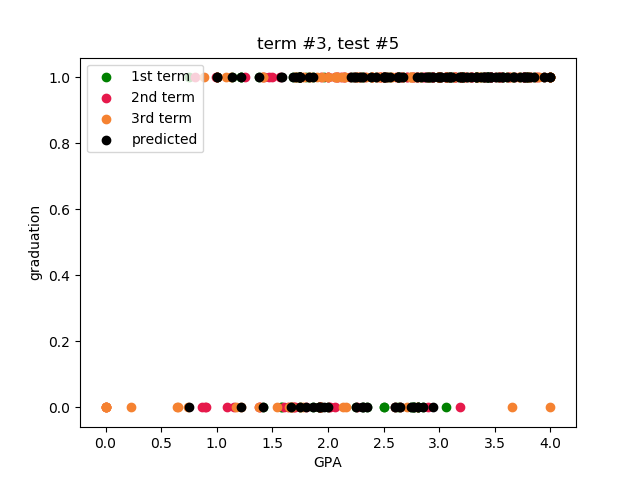 term #3, test #5
1st term
2nd term
3rd term
predicted
1.0
0.8
0.6
0.4
0.2
0.0
graduation
0.0 0.5 1.0 1.5 2.0 2.5 3.0 3.5 4.0
GPA